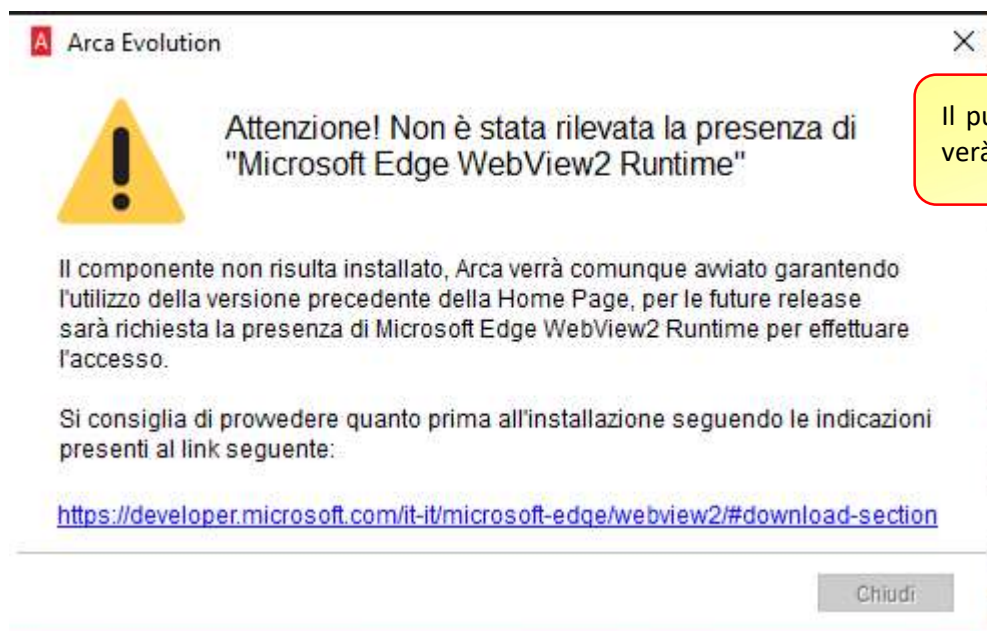 A Arca Evolution
Attenzione! Non è stata rilevata la presenza di
"Microsoft Edge WebView2 Runtime"
Il componente non risulta installato, Arca verrà comunque avviato garantendo
l'utilizzo della versione precedente della Home Page, per le future release
sarà richiesta la presenza di Microsoft Edge WebView2 Runtime per effettuare
l'accesso.
Si consiglia di provvedere quanto prima all'installazione seguendo le indicazioni
presenti al link seguente:
https://developer.microsoft.com/it-it/microsoft-edge/webview2/#download-section
Chiudi
Il